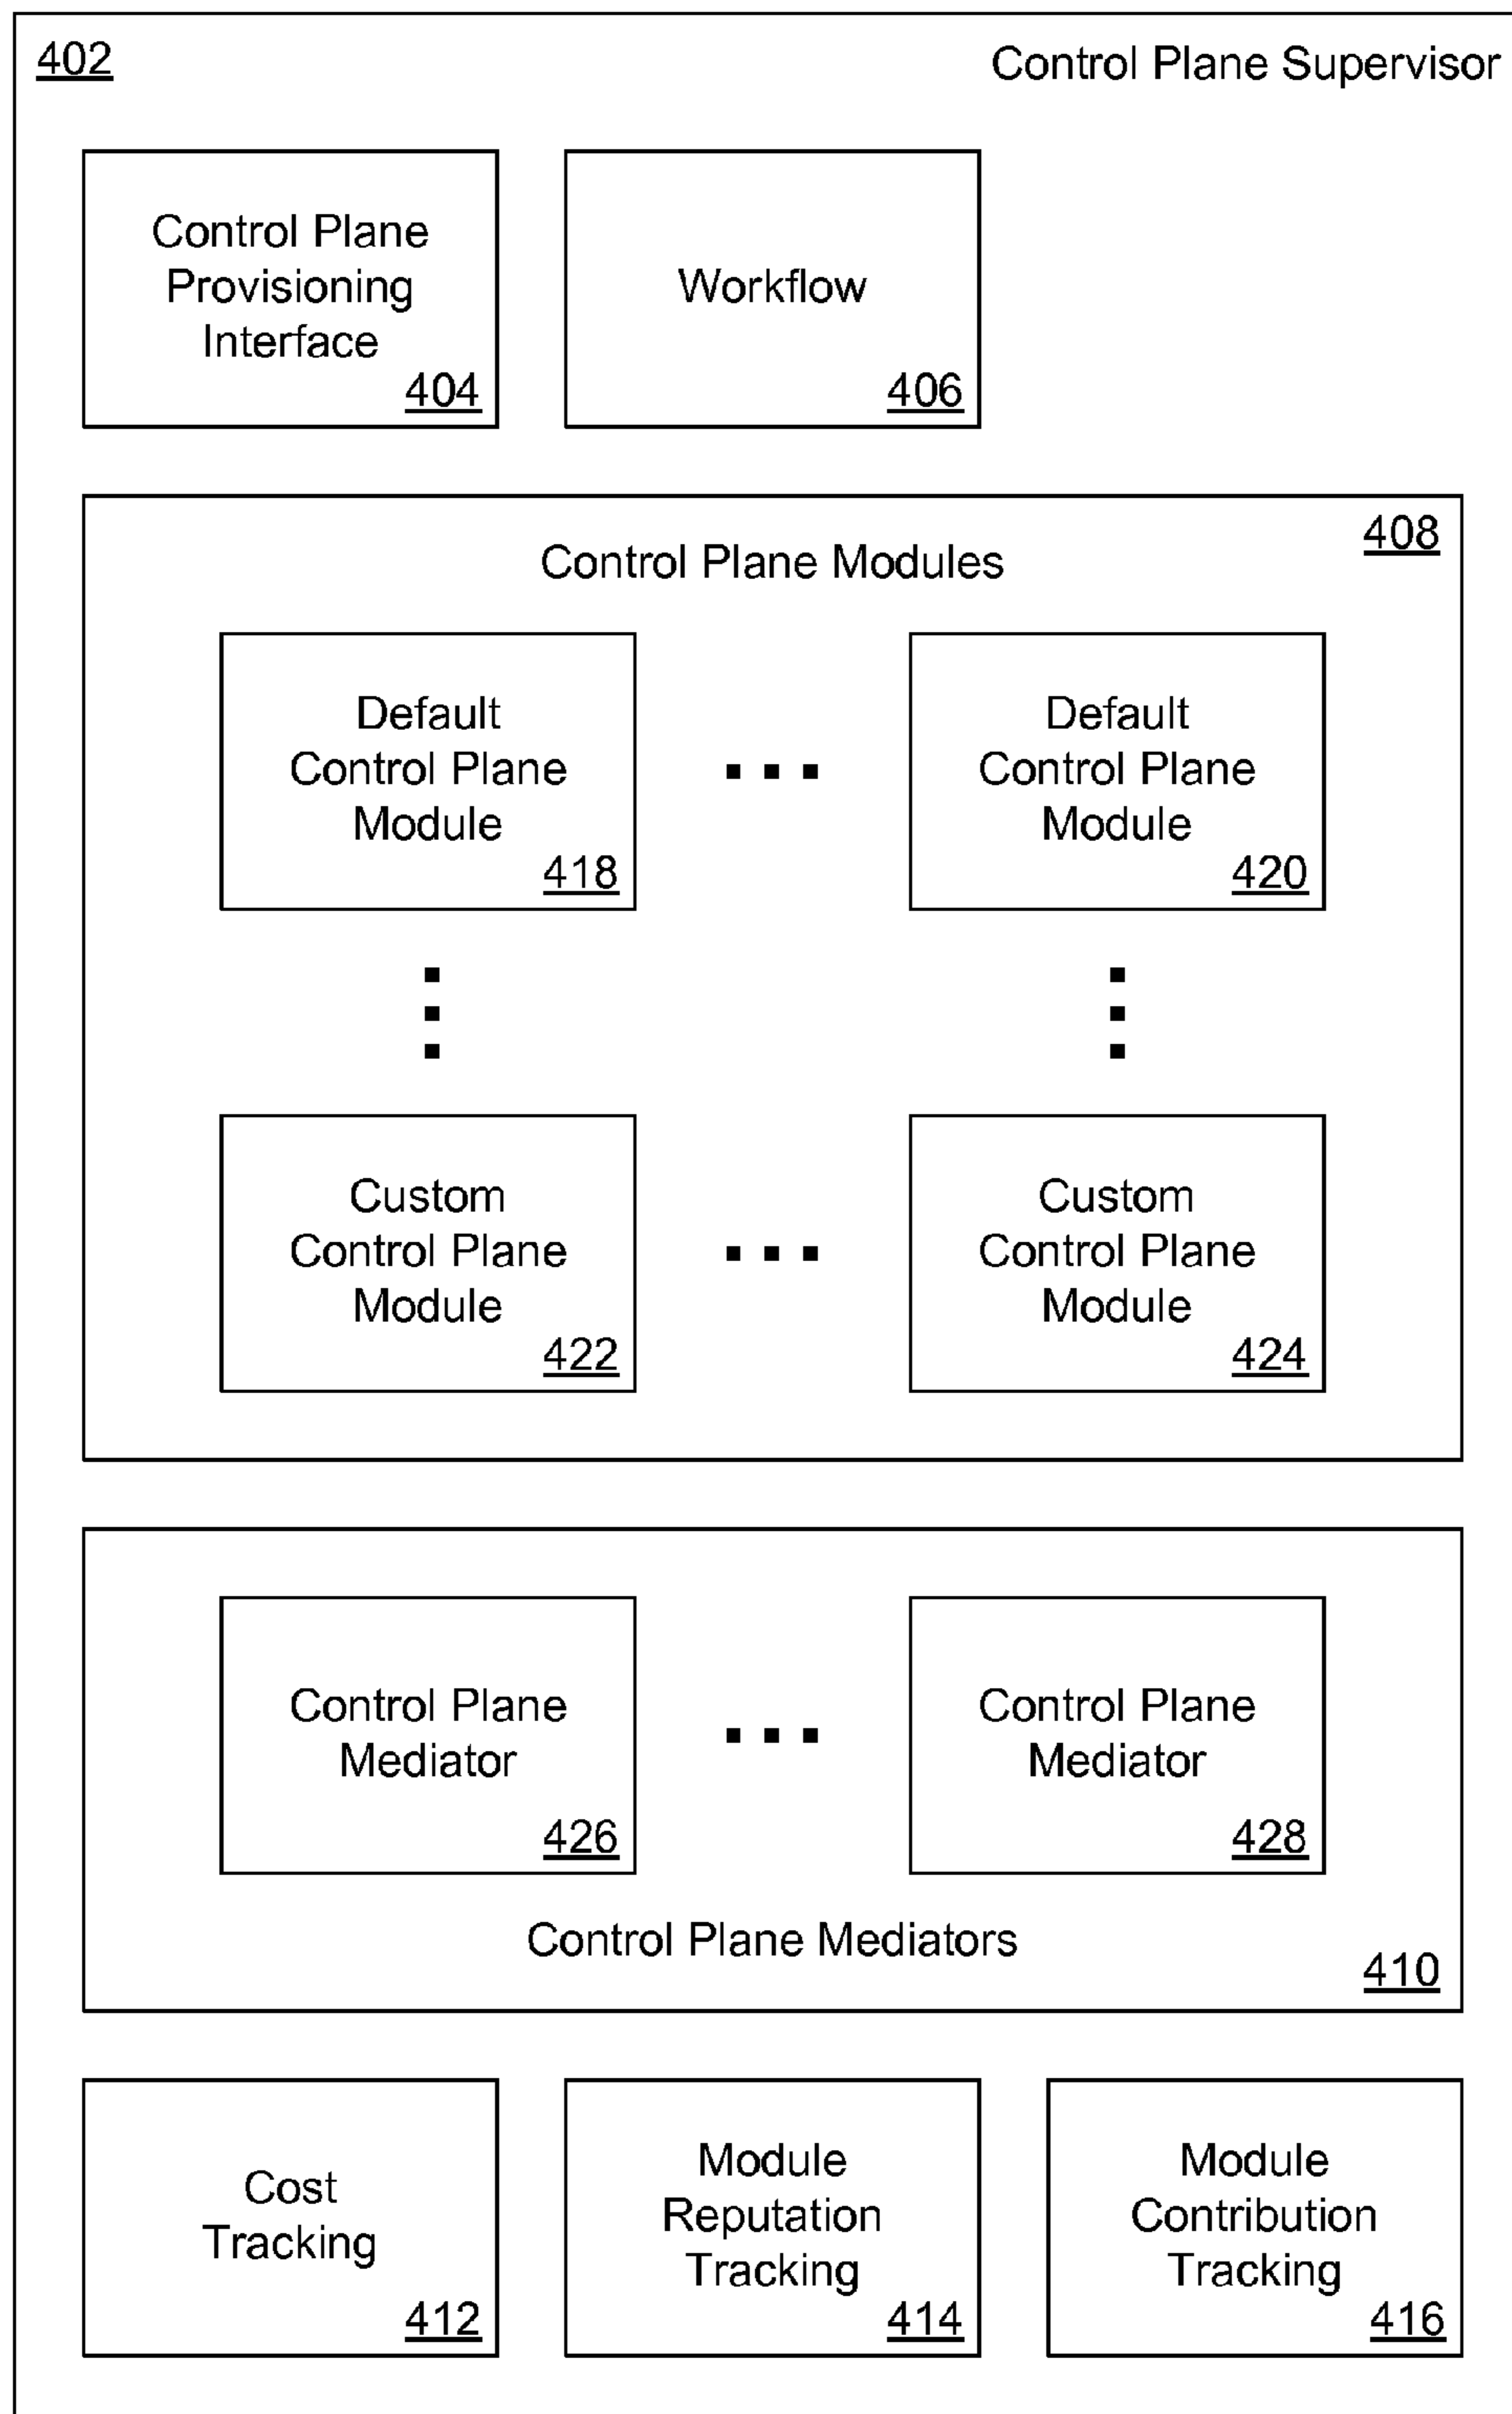 402
Control Plane Supervisor
Control Plane
Provisioning
Interface
404
Workflow
406
408
Control Plane Modules
Default
Control Plane
Module
418
Default
Control Plane
Module
420
Custom
Control Plane
Module
422
Custom
Control Plane
Module
424
Control Plane
Mediator
426
Control Plane
Mediator
428
Control Plane Mediators
410
Cost
Tracking
412
Module
Reputation
Tracking
414
Module
Contribution
Tracking
416